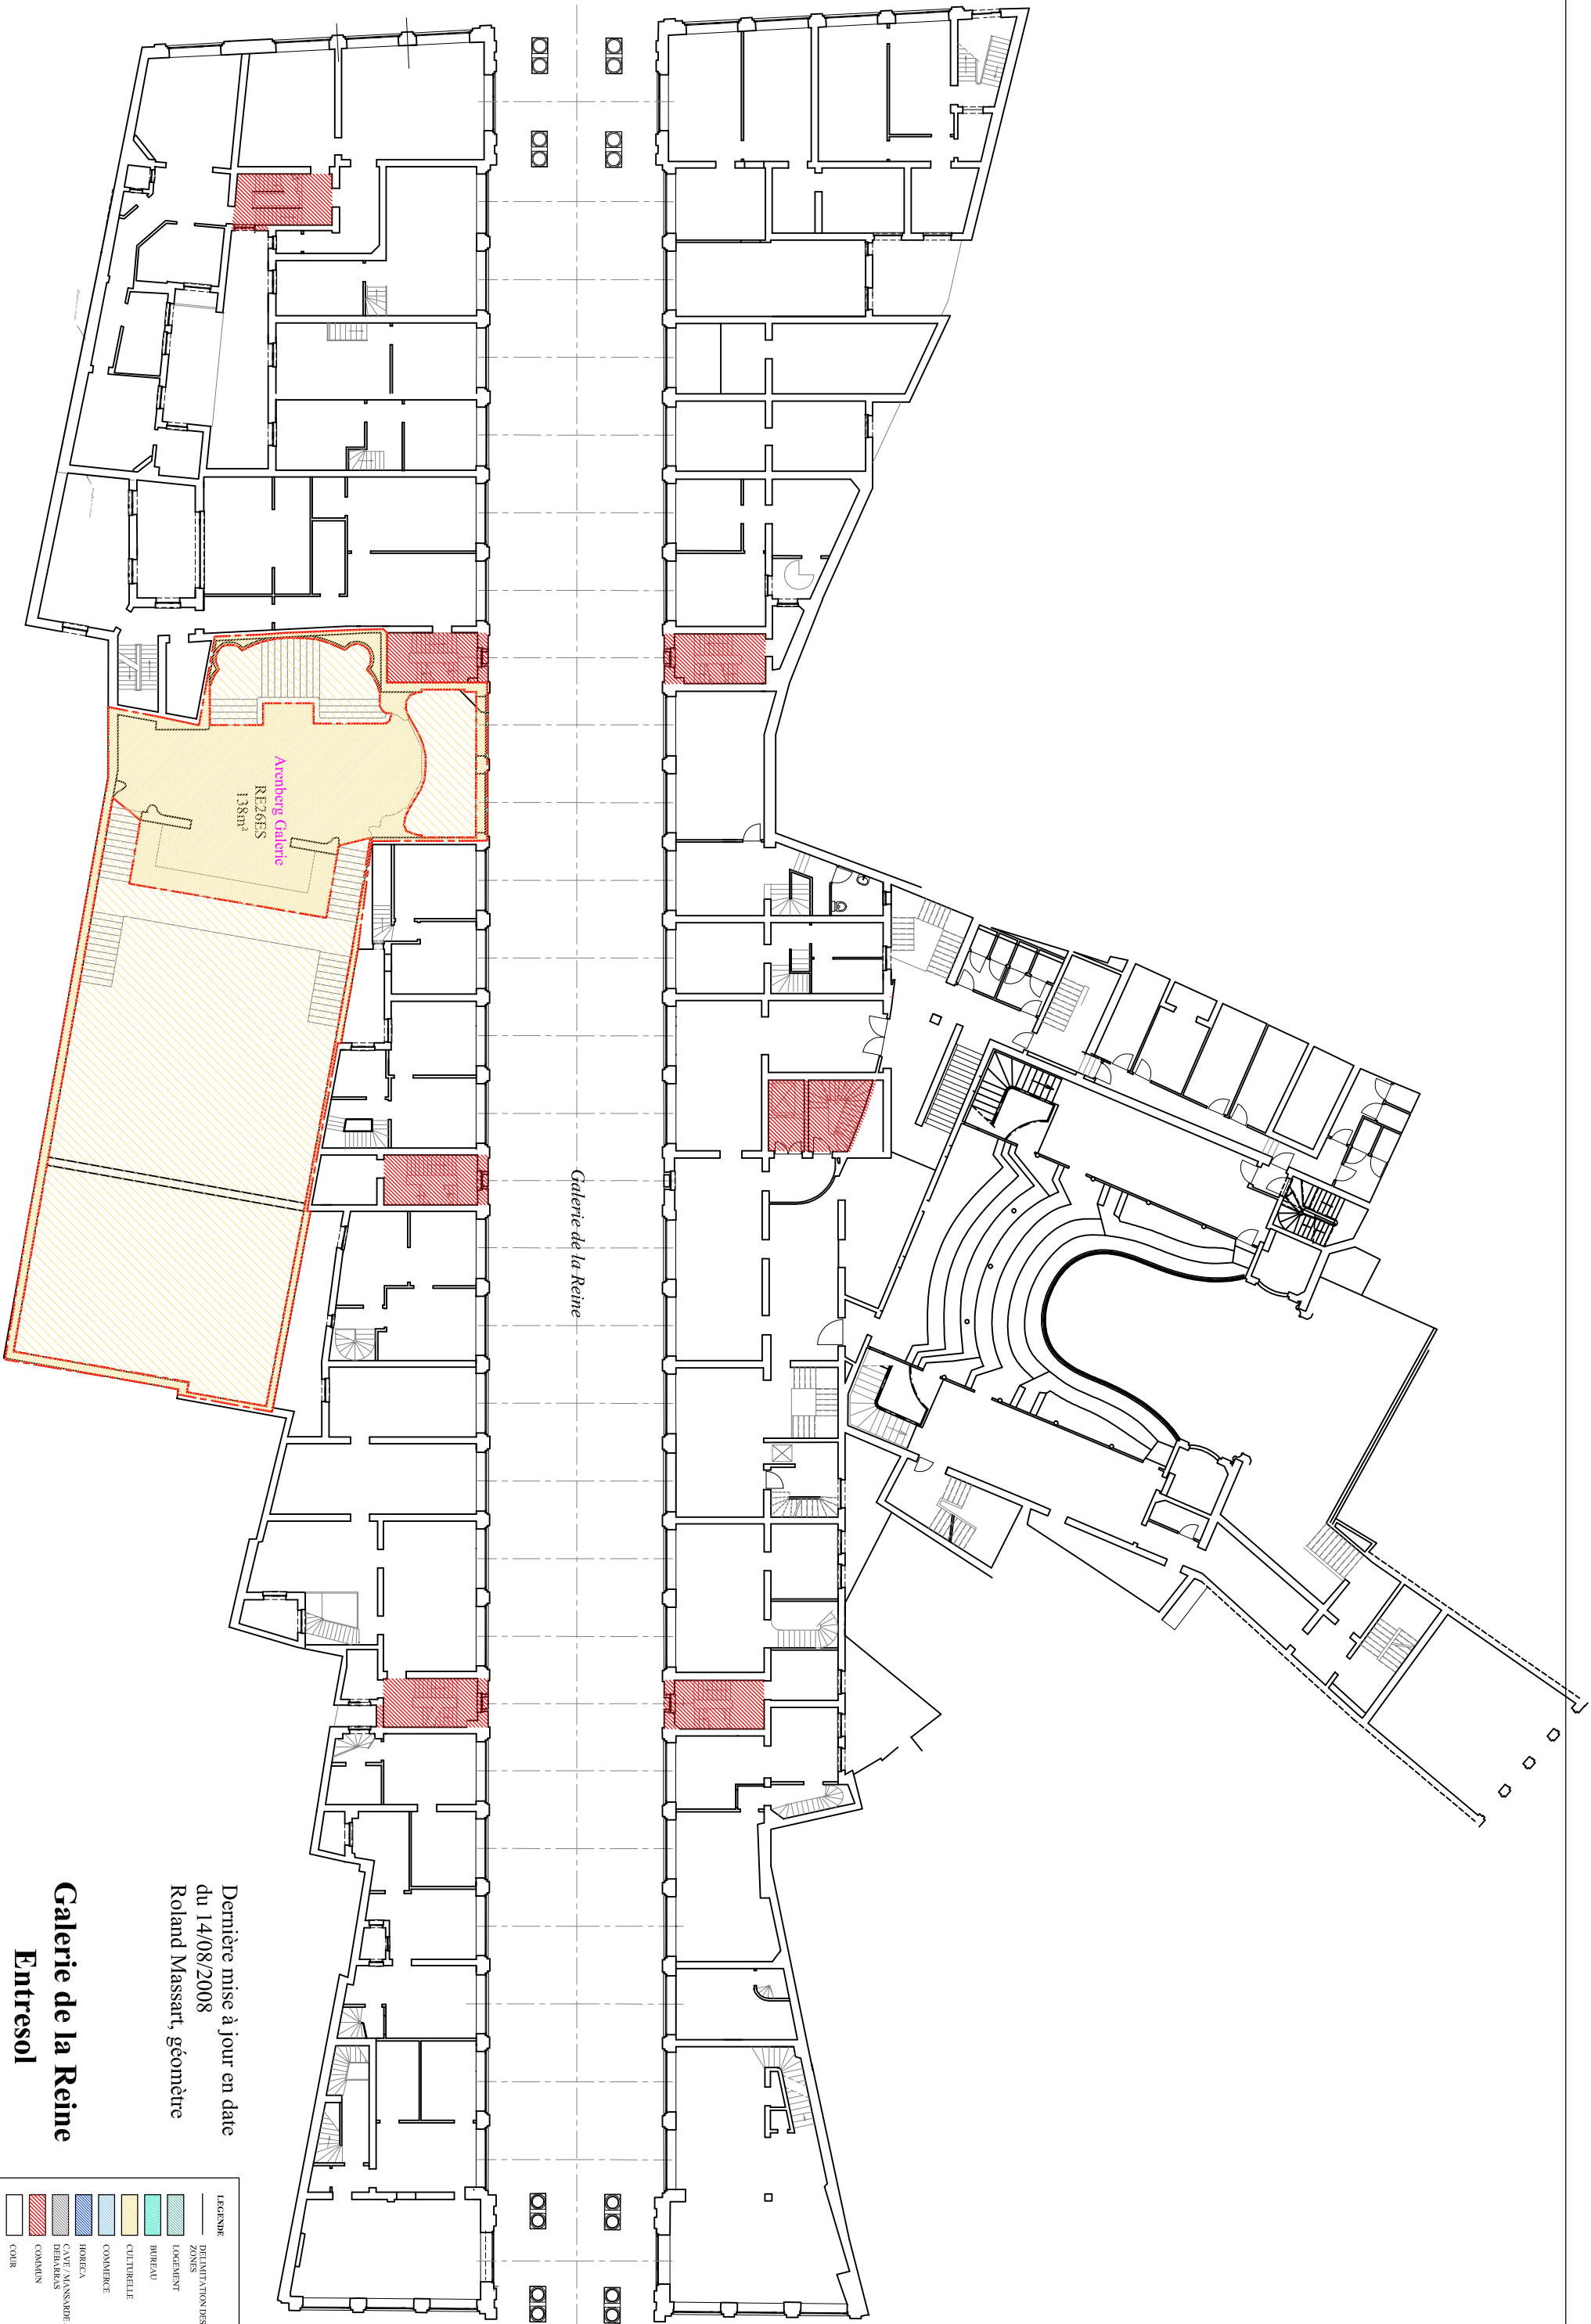 Galerie de la Reine
Arenberg Galerie
RE26ES
138m²
Dernière mise à jour en date
du 14/08/2008
Roland Massart, géomètre
Galerie de la Reine
Entresol
LEGENDE
DELIMITATION DES
ZONES
LOGEMENT
BUREAU
CULTURELLE
COMMERCE
HORECA
CAVE / MANSARDE
DEBARRAS
COMMUN
COUR